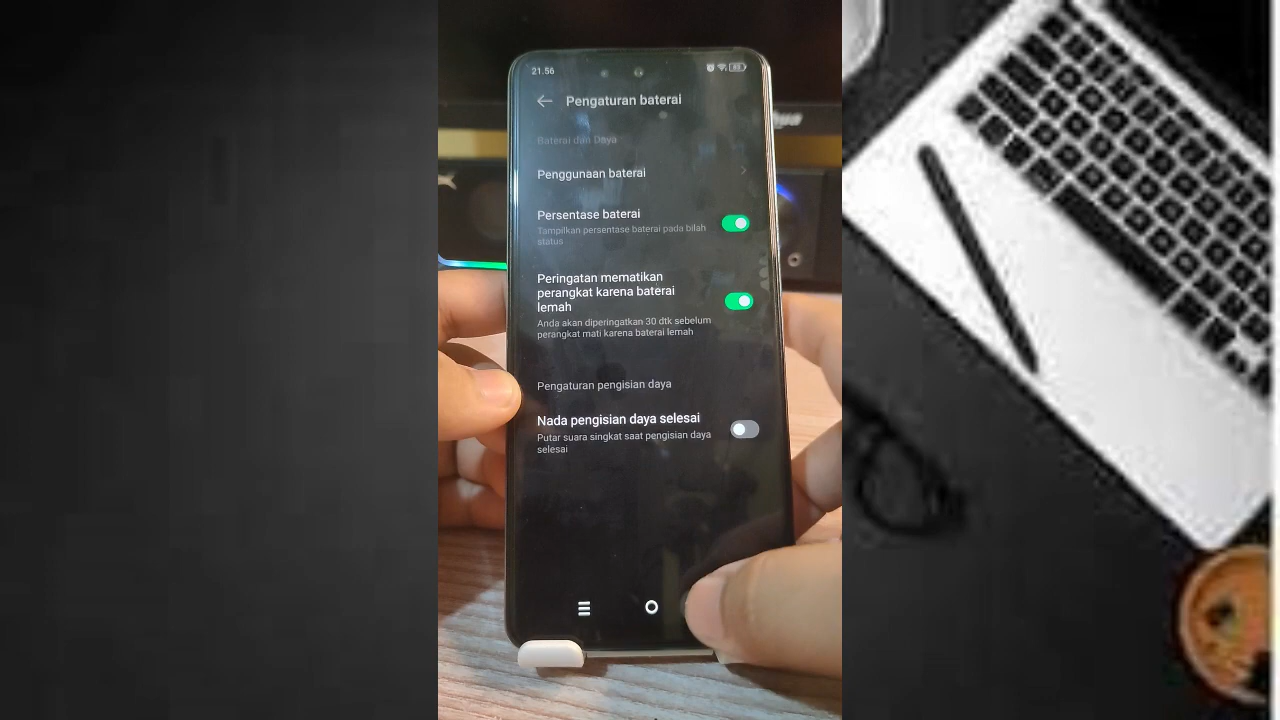 21.56
Pengaturan baterai
Baterai dan Daya
Penggunaan baterai
Persentase baterai
Tampilkan persentase baterai pada bilah
status
Peringatan mematikan
perangkat karena baterai
lemah
Anda akan diperingatkan 30 dtk sebelum
perangkat mati karena baterai lemah
Pengaturan pengisian daya
Nada pengisian daya selesai
Putar suara singkat saat pengisian daya
selesai